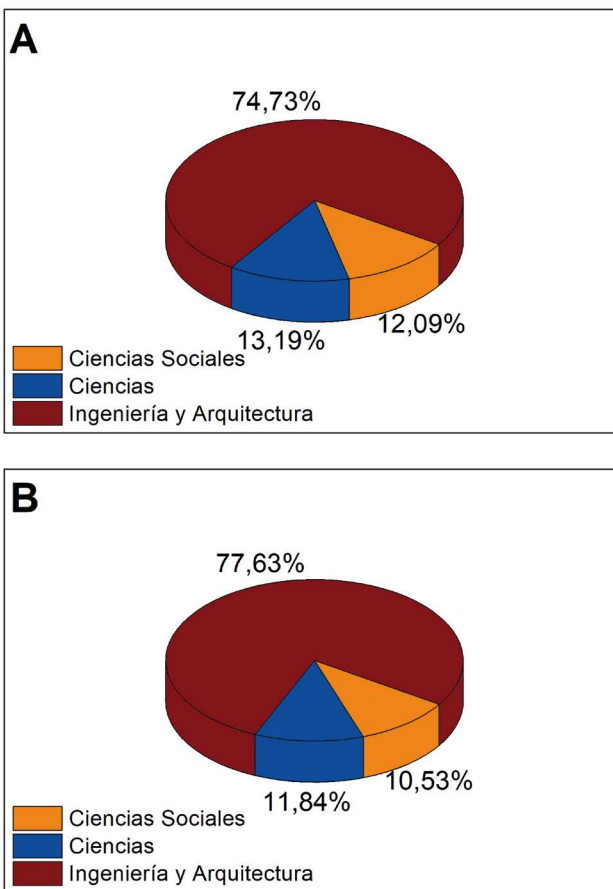 A
74,73%
13,19%
12,09%
Ciencias Sociales
Ciencias
Ingeniería y Arquitectura
B
77,63%
11,84%
10,53%
Ciencias Sociales
Ciencias
Ingeniería y Arquitectura